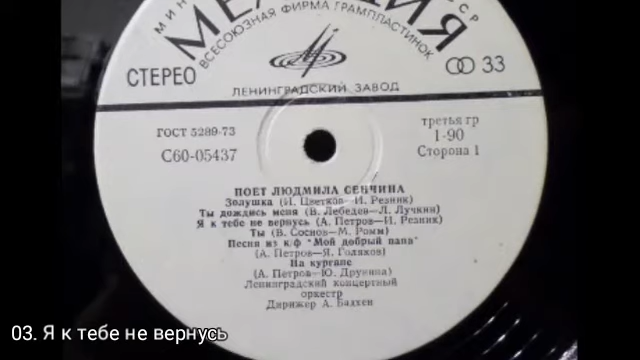 МИН
СССР
МЕЛОДИЯ
ВСЕСОЮЗНАЯ ФИРМА ГРАМПЛАСТИНОК
СТЕРЕО
33
ЛЕНИНГРАДСКИЙ ЗАВОД
ГОСТ 5289-73
третья гр
С60-05437
1-90
Сторона 1
ПОЕТ ЛЮДМИЛА СЕНЧИНА
Золушка (И. Цветков—И. Резник)
Ты дождись меня (В. Лебедев—Л. Лучкин)
Я к тебе не вернусь (А. Петров—И. Резник)
Ты (В. Соснов—М. Ромм)
Песня из к/ф "Мой добрый папа"
(А. Петров—Я. Голяков)
На кургане
(А. Петров—Ю. Друнина)
Ленинградский концертный
оркестр
Дирижер А. Бадхен
03. Я к тебе не вернусь